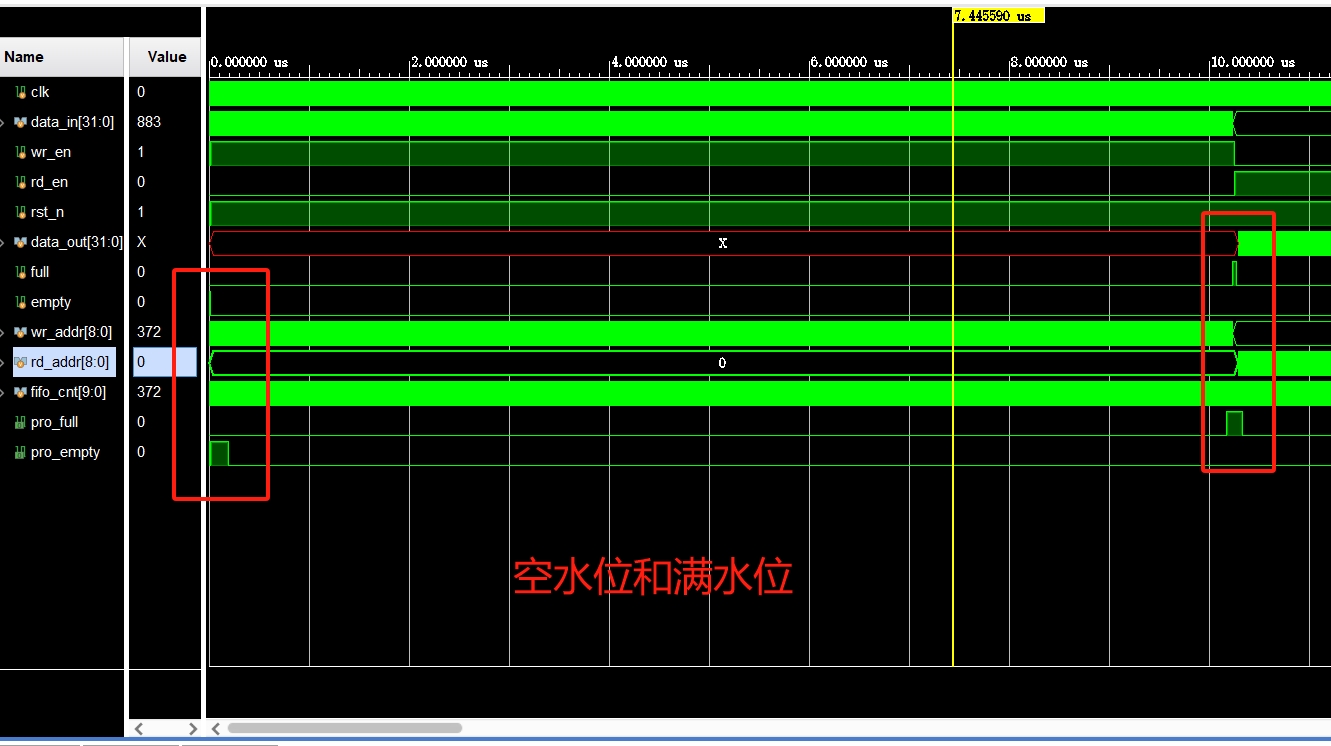 7.445590 us
Name Value
0.000000 us 2.000000 us 4.000000 us 6.000000 us 8.000000 us 10.000000 us
clk 0
data_in[31:0] 883
wr_en 1
rd_en 0
rst_n 1
data_out[31:0] X X
full 0
empty 0
wr_addr[8:0] 372
rd_addr[8:0] 0 0
fifo_cnt[9:0] 372
pro_full 0
pro_empty 0
空水位和满水位